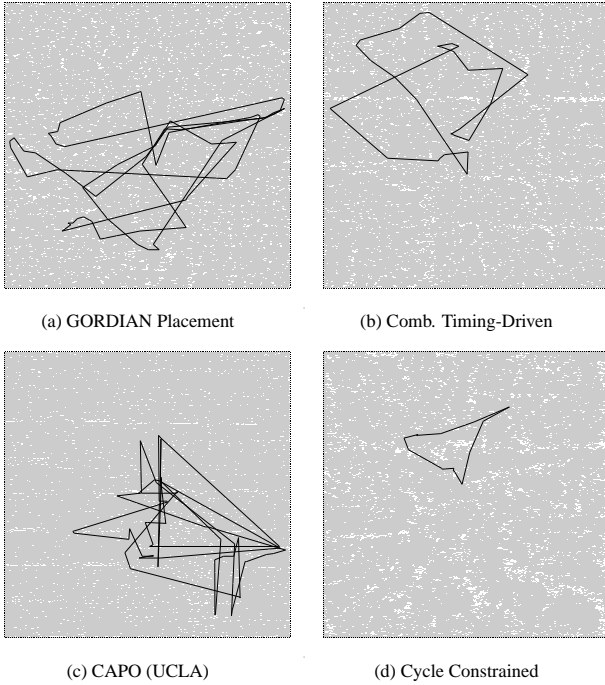 (a) GORDIAN Placement
(b) Comb. Timing-Driven
(c) CAPO (UCLA)
(d) Cycle Constrained